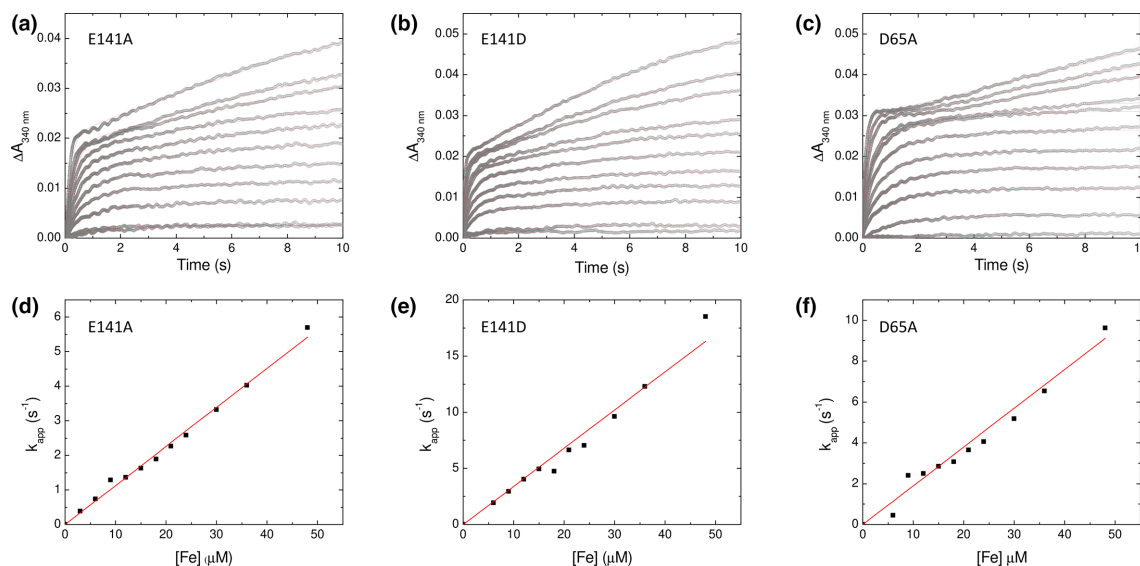 (a) E141A
0.04
0.03
0.02
0.01
0.00
ΔA340 nm
0 2 4 6 8 10
Time (s)
(b) E141D
0.05
0.04
0.03
0.02
0.01
0.00
ΔA340 nm
0 2 4 6 8 10
Time (s)
(c) D65A
0.05
0.04
0.03
0.02
0.01
0.00
ΔA340 nm
0 2 4 6 8 10
Time (s)
(d) E141A
6
5
4
3
2
1
0
kapp (s-1)
0 10 20 30 40 50
[Fe] (μM)
(e) E141D
20
15
10
5
0
kapp (s-1)
0 10 20 30 40 50
[Fe] (μM)
(f) D65A
10
8
6
4
2
0
kapp (s-1)
0 10 20 30 40 50
[Fe] μM